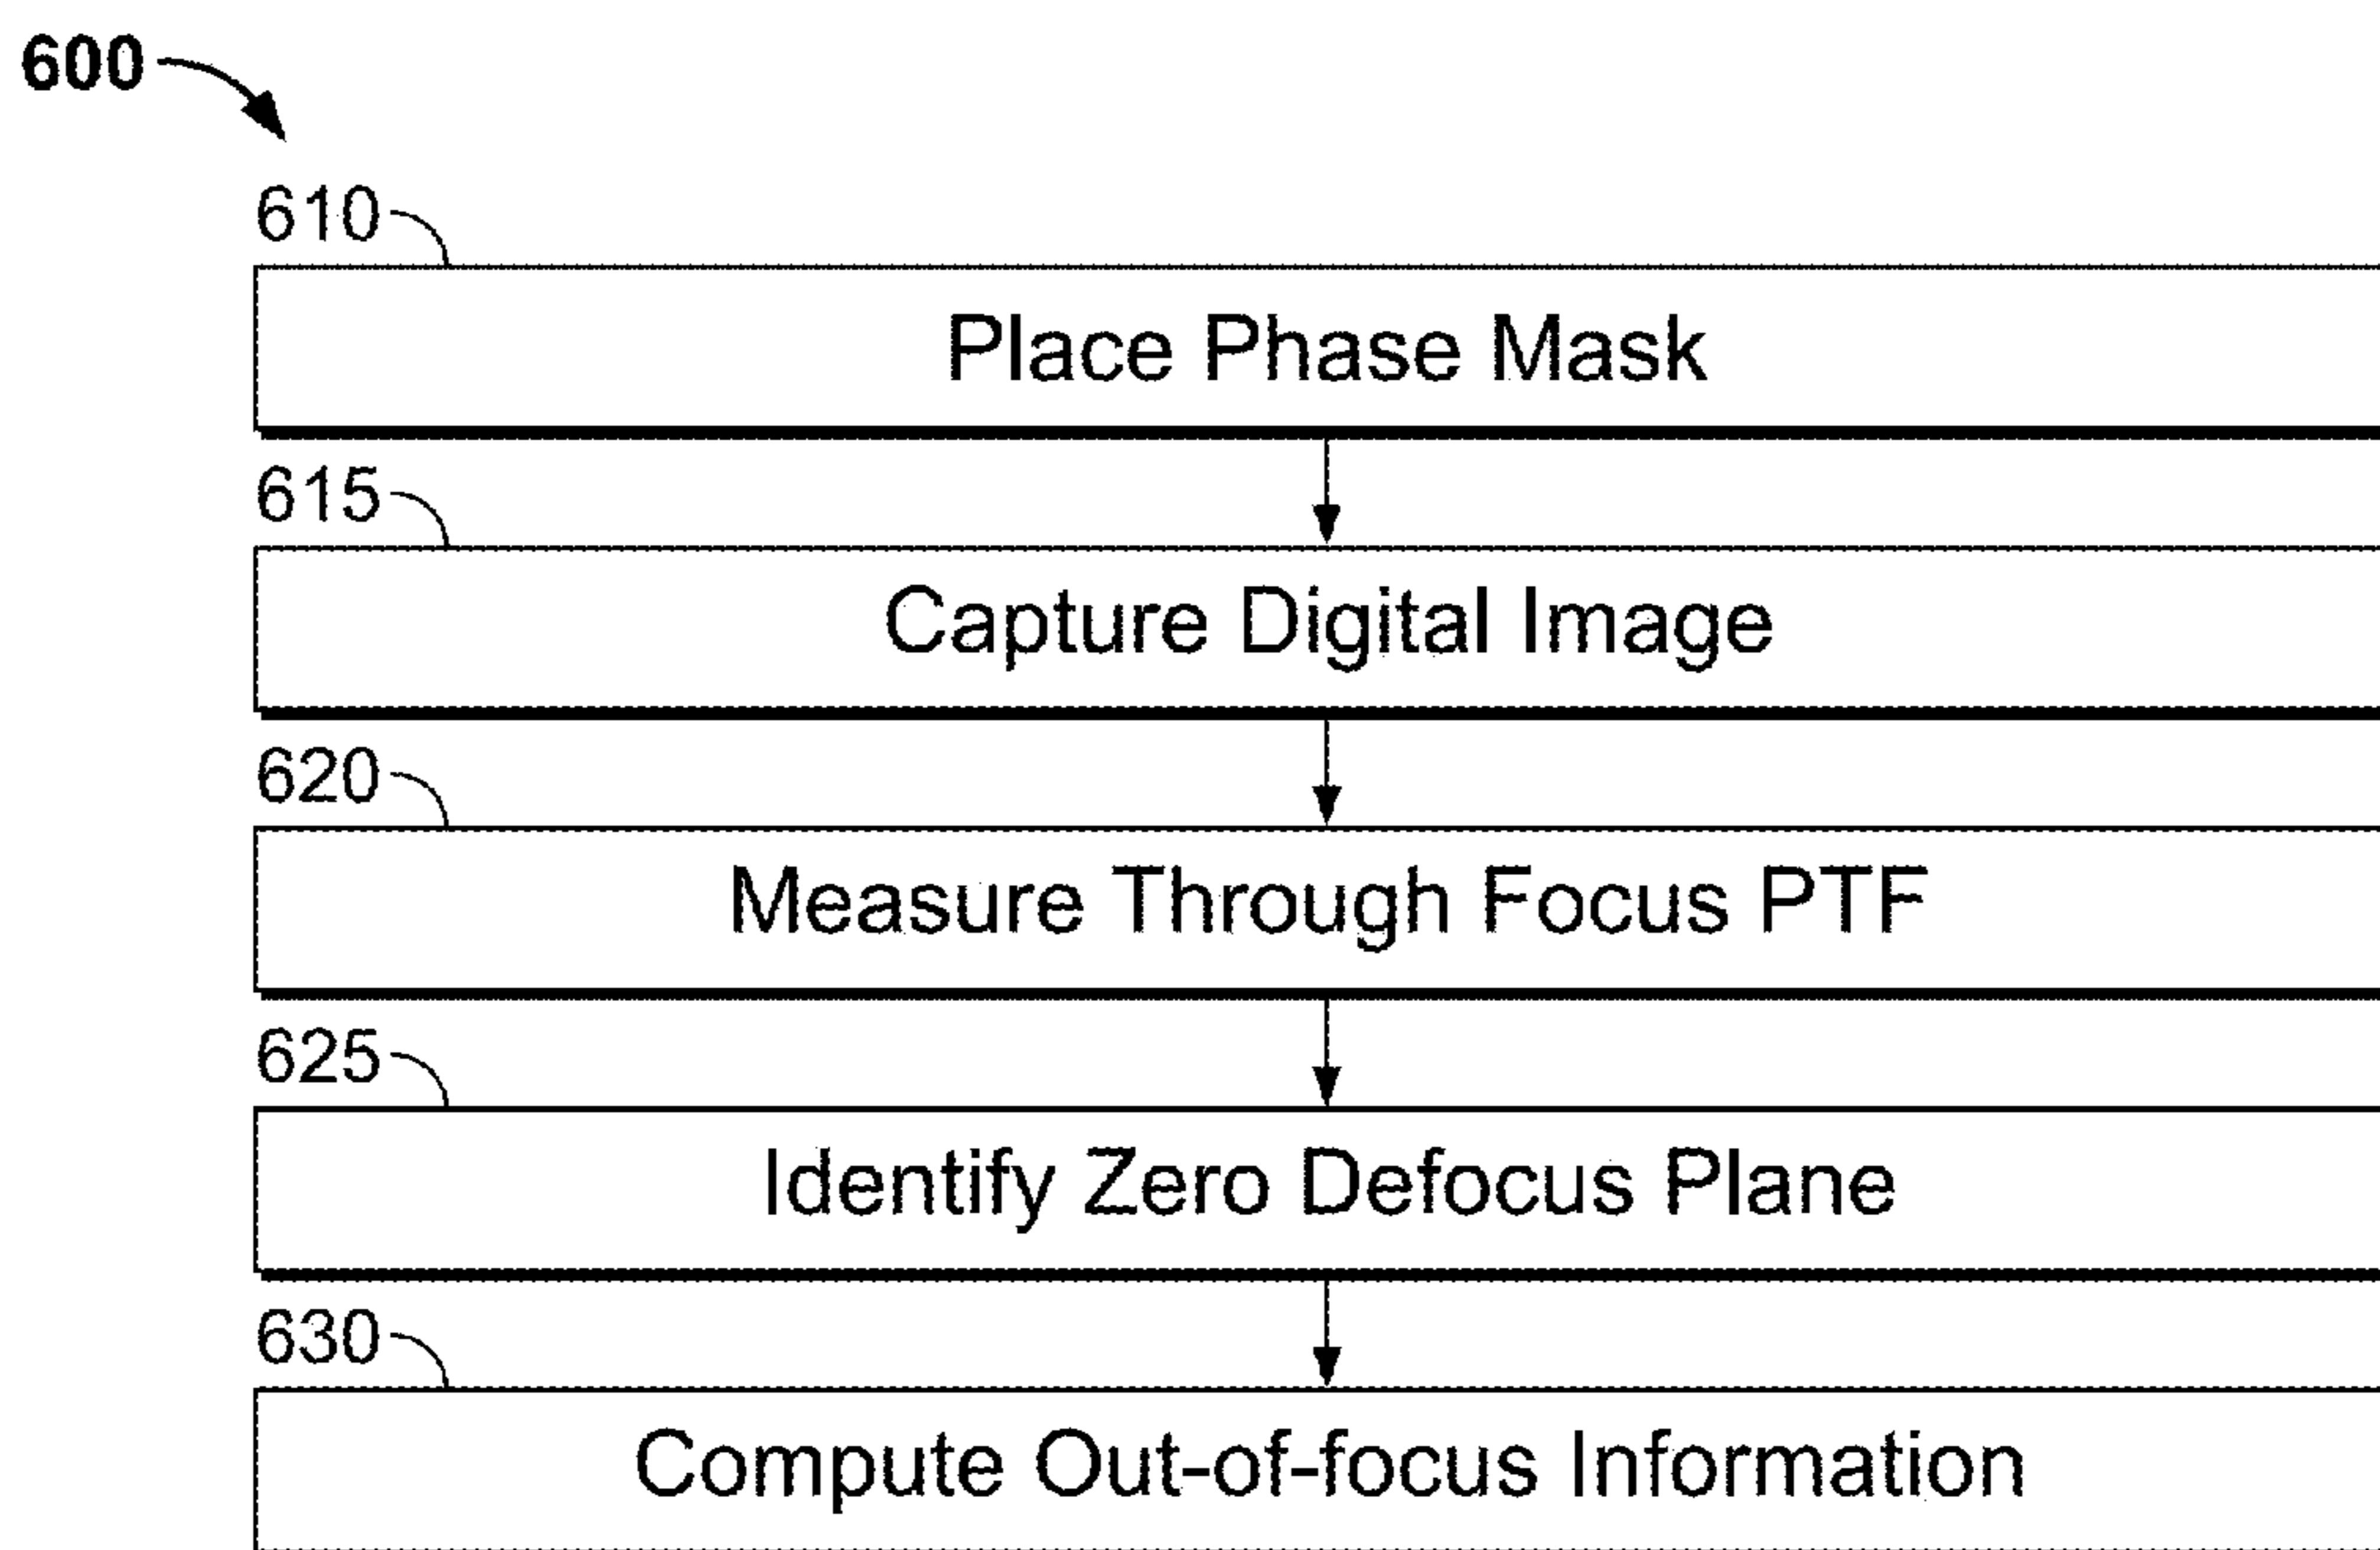 600
610
Place Phase Mask
615
Capture Digital Image
620
Measure Through Focus PTF
625
Identify Zero Defocus Plane
630
Compute Out-of-focus Information